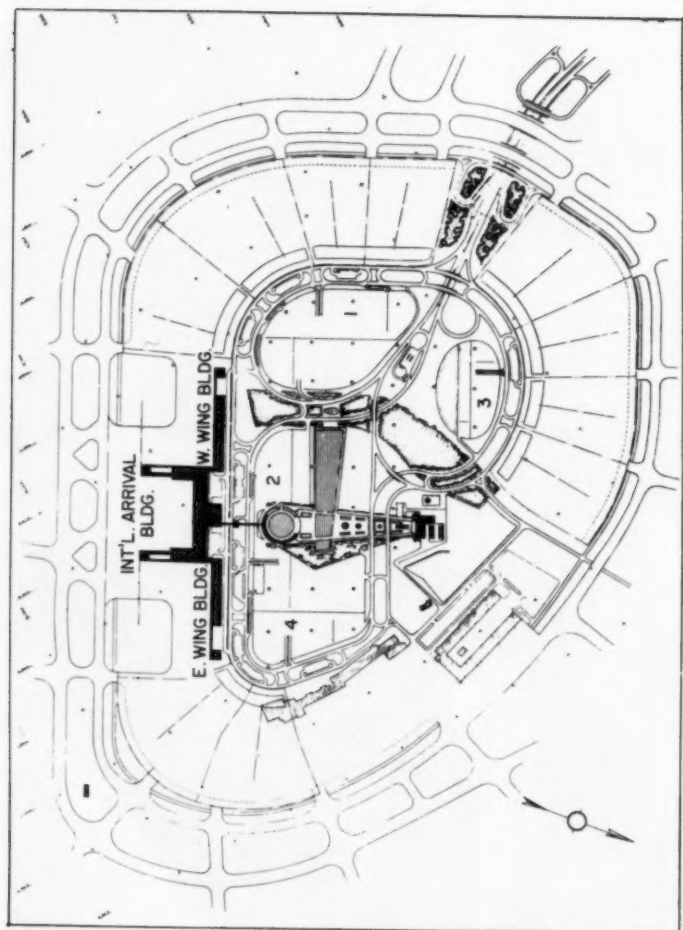 W. WING BLDG.
INT'L. ARRIVAL
BLDG.
E. WING BLDG.
1
2
3
4